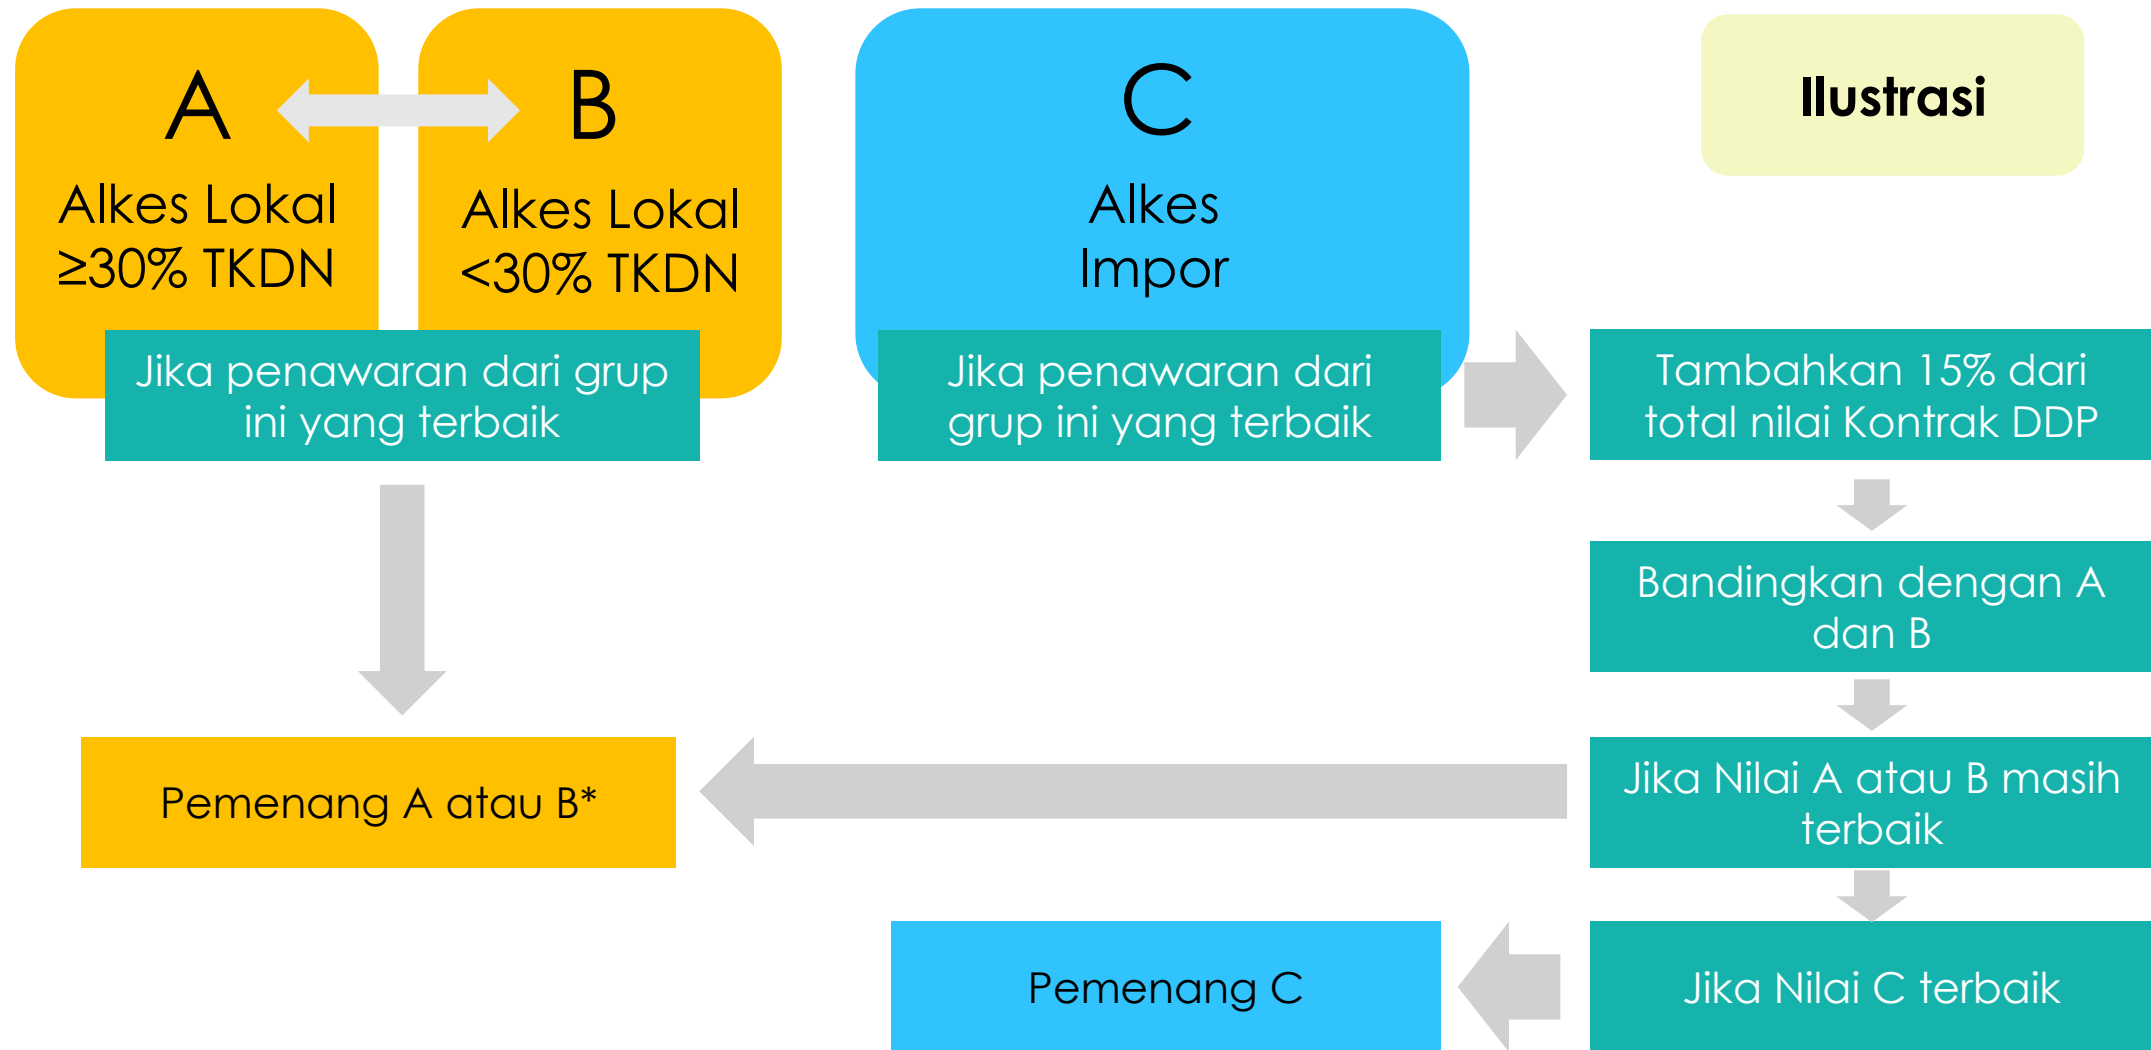 A
Alkes Lokal
≥30% TKDN
B
Alkes Lokal
<30% TKDN
C
Alkes
Impor
Ilustrasi
Jika penawaran dari grup
ini yang terbaik
Jika penawaran dari
grup ini yang terbaik
Tambahkan 15% dari
total nilai Kontrak DDP
Bandingkan dengan A
dan B
Pemenang A atau B*
Jika Nilai A atau B masih
terbaik
Pemenang C
Jika Nilai C terbaik